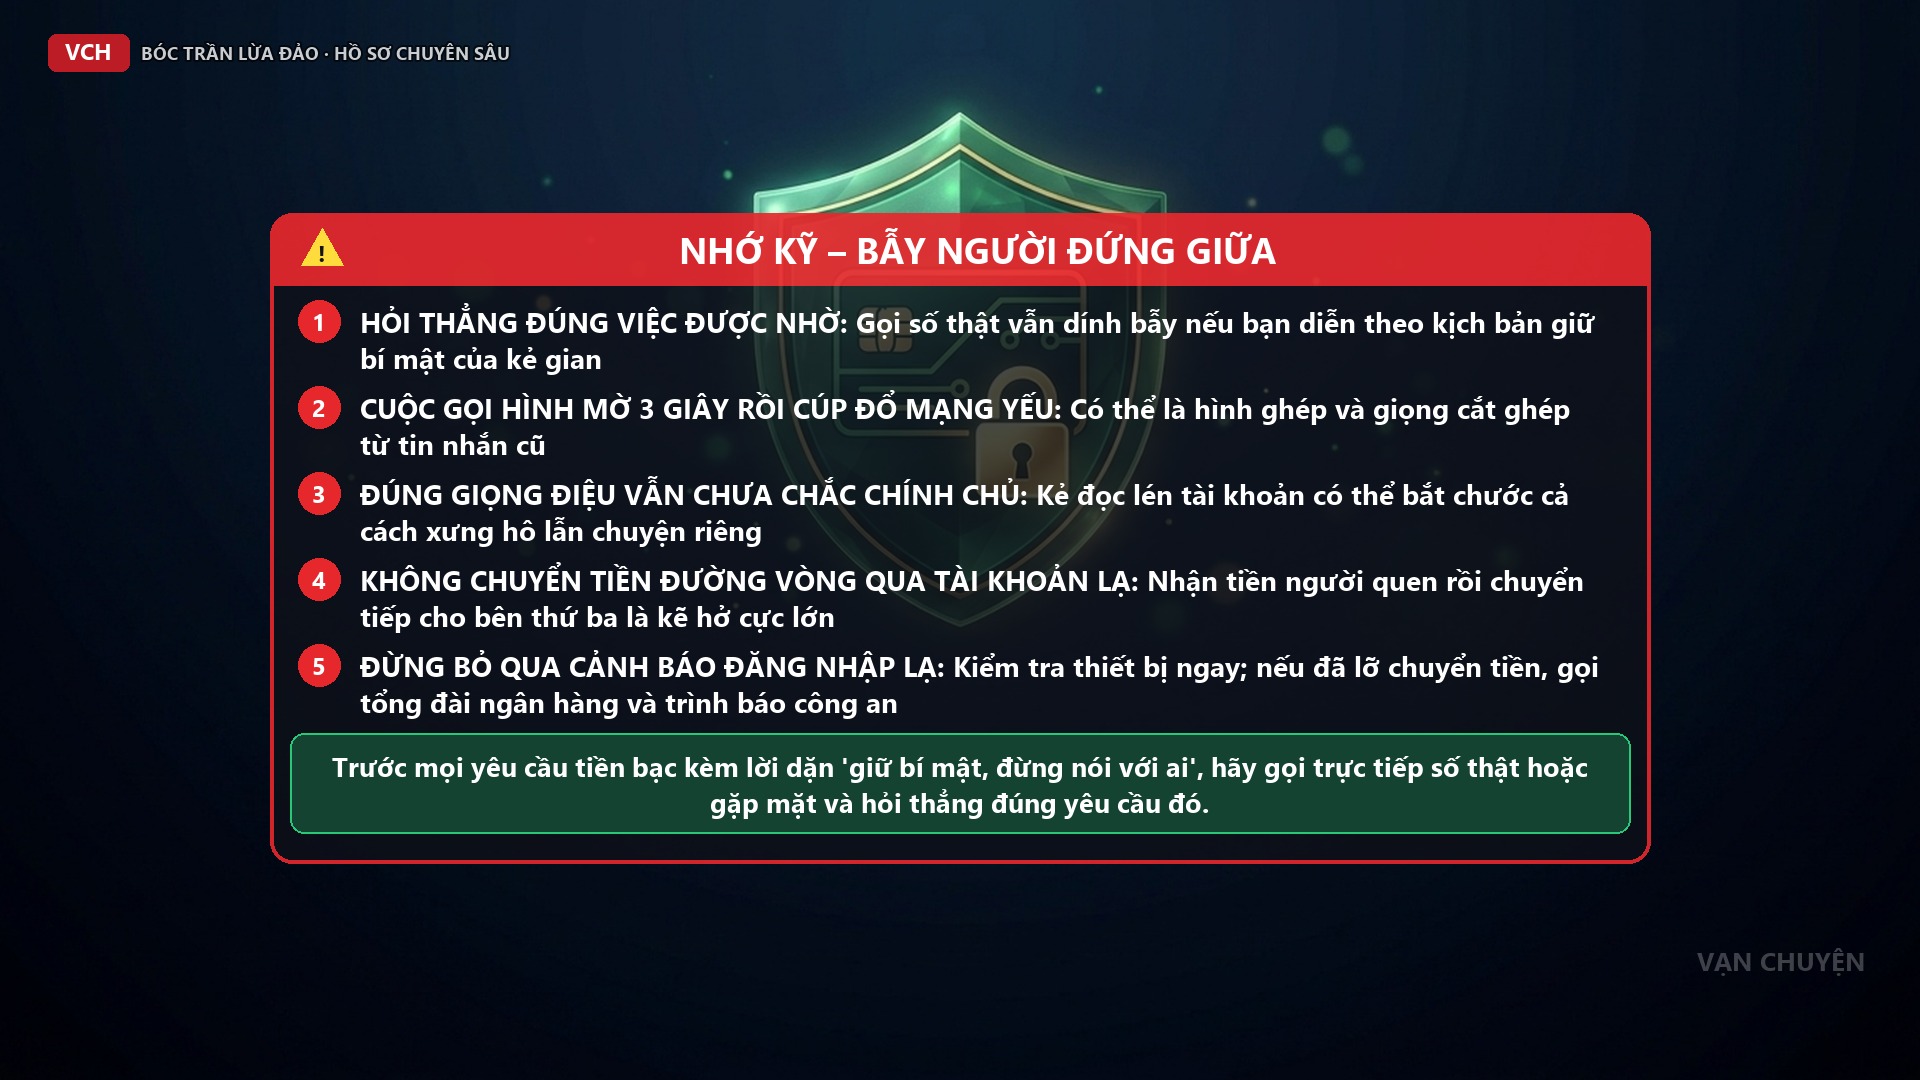 VCH BÓC TRẦN LỪA ĐẢO · HỒ SƠ CHUYÊN SÂU
NHỚ KỸ – BẪY NGƯỜI ĐỨNG GIỮA
1 HỎI THẲNG ĐÚNG VIỆC ĐƯỢC NHỜ: Gọi số thật vẫn dính bẫy nếu bạn diễn theo kịch bản giữ
bí mật của kẻ gian
2 CUỘC GỌI HÌNH MỜ 3 GIÂY RỒI CÚP ĐỔ MẠNG YẾU: Có thể là hình ghép và giọng cắt ghép
từ tin nhắn cũ
3 ĐÚNG GIỌNG ĐIỆU VẪN CHƯA CHẮC CHÍNH CHỦ: Kẻ đọc lén tài khoản có thể bắt chước cả
cách xưng hô lẫn chuyện riêng
4 KHÔNG CHUYỂN TIỀN ĐƯỜNG VÒNG QUA TÀI KHOẢN LẠ: Nhận tiền người quen rồi chuyển
tiếp cho bên thứ ba là kẽ hở cực lớn
5 ĐỪNG BỎ QUA CẢNH BÁO ĐĂNG NHẬP LẠ: Kiểm tra thiết bị ngay; nếu đã lỡ chuyển tiền, gọi
tổng đài ngân hàng và trình báo công an
Trước mọi yêu cầu tiền bạc kèm lời dặn 'giữ bí mật, đừng nói với ai', hãy gọi trực tiếp số thật hoặc
gặp mặt và hỏi thẳng đúng yêu cầu đó.
VẠN CHUYỆN